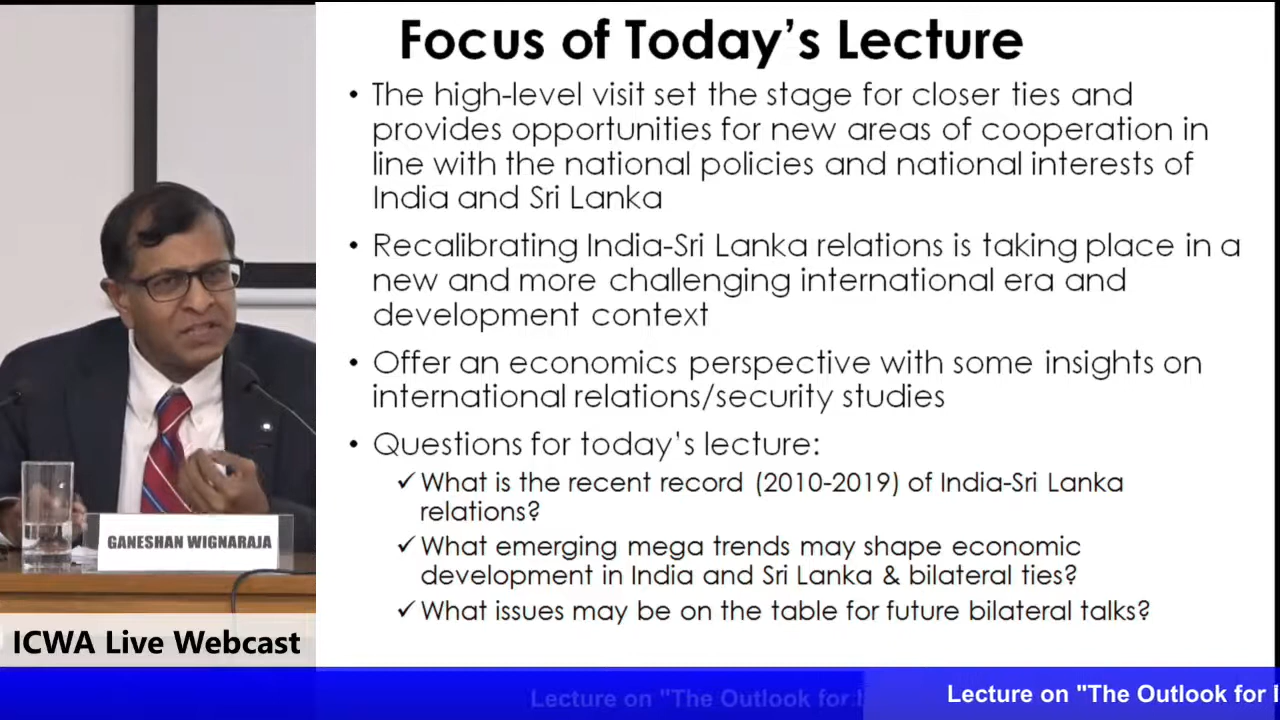 Focus of Today's Lecture
• The high-level visit set the stage for closer ties and
provides opportunities for new areas of cooperation in
line with the national policies and national interests of
India and Sri Lanka
• Recalibrating India-Sri Lanka relations is taking place in a
new and more challenging international era and
development context
• Offer an economics perspective with some insights on
international relations/security studies
• Questions for today's lecture:
✓ What is the recent record (2010-2019) of India-Sri Lanka
relations?
✓ What emerging mega trends may shape economic
development in India and Sri Lanka & bilateral ties?
✓ What issues may be on the table for future bilateral talks?
GANESHAN WIGNARAJA
ICWA Live Webcast
Lecture on "The Outlook for
Lecture on "The Outlook for